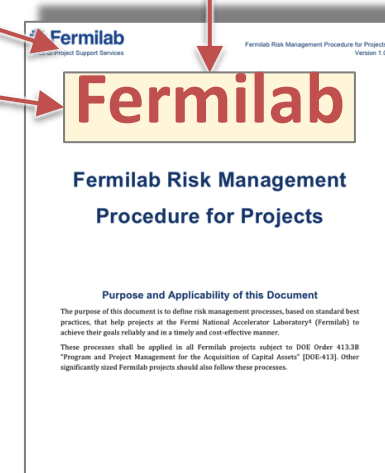 Fermilab
Project Support Services
Fermilab Risk Management Procedure for Projects
Version 1.0
Fermilab
Fermilab Risk Management
Procedure for Projects
Purpose and Applicability of this Document
The purpose of this document is to define risk management processes, based on standard best
practices, that help projects at the Fermi National Accelerator Laboratory¹ (Fermilab) to
achieve their goals reliably and in a timely and cost-effective manner.
These processes shall be applied in all Fermilab projects subject to DOE Order 413.3B
"Program and Project Management for the Acquisition of Capital Assets" [DOE-413]. Other
significantly sized Fermilab projects should also follow these processes.